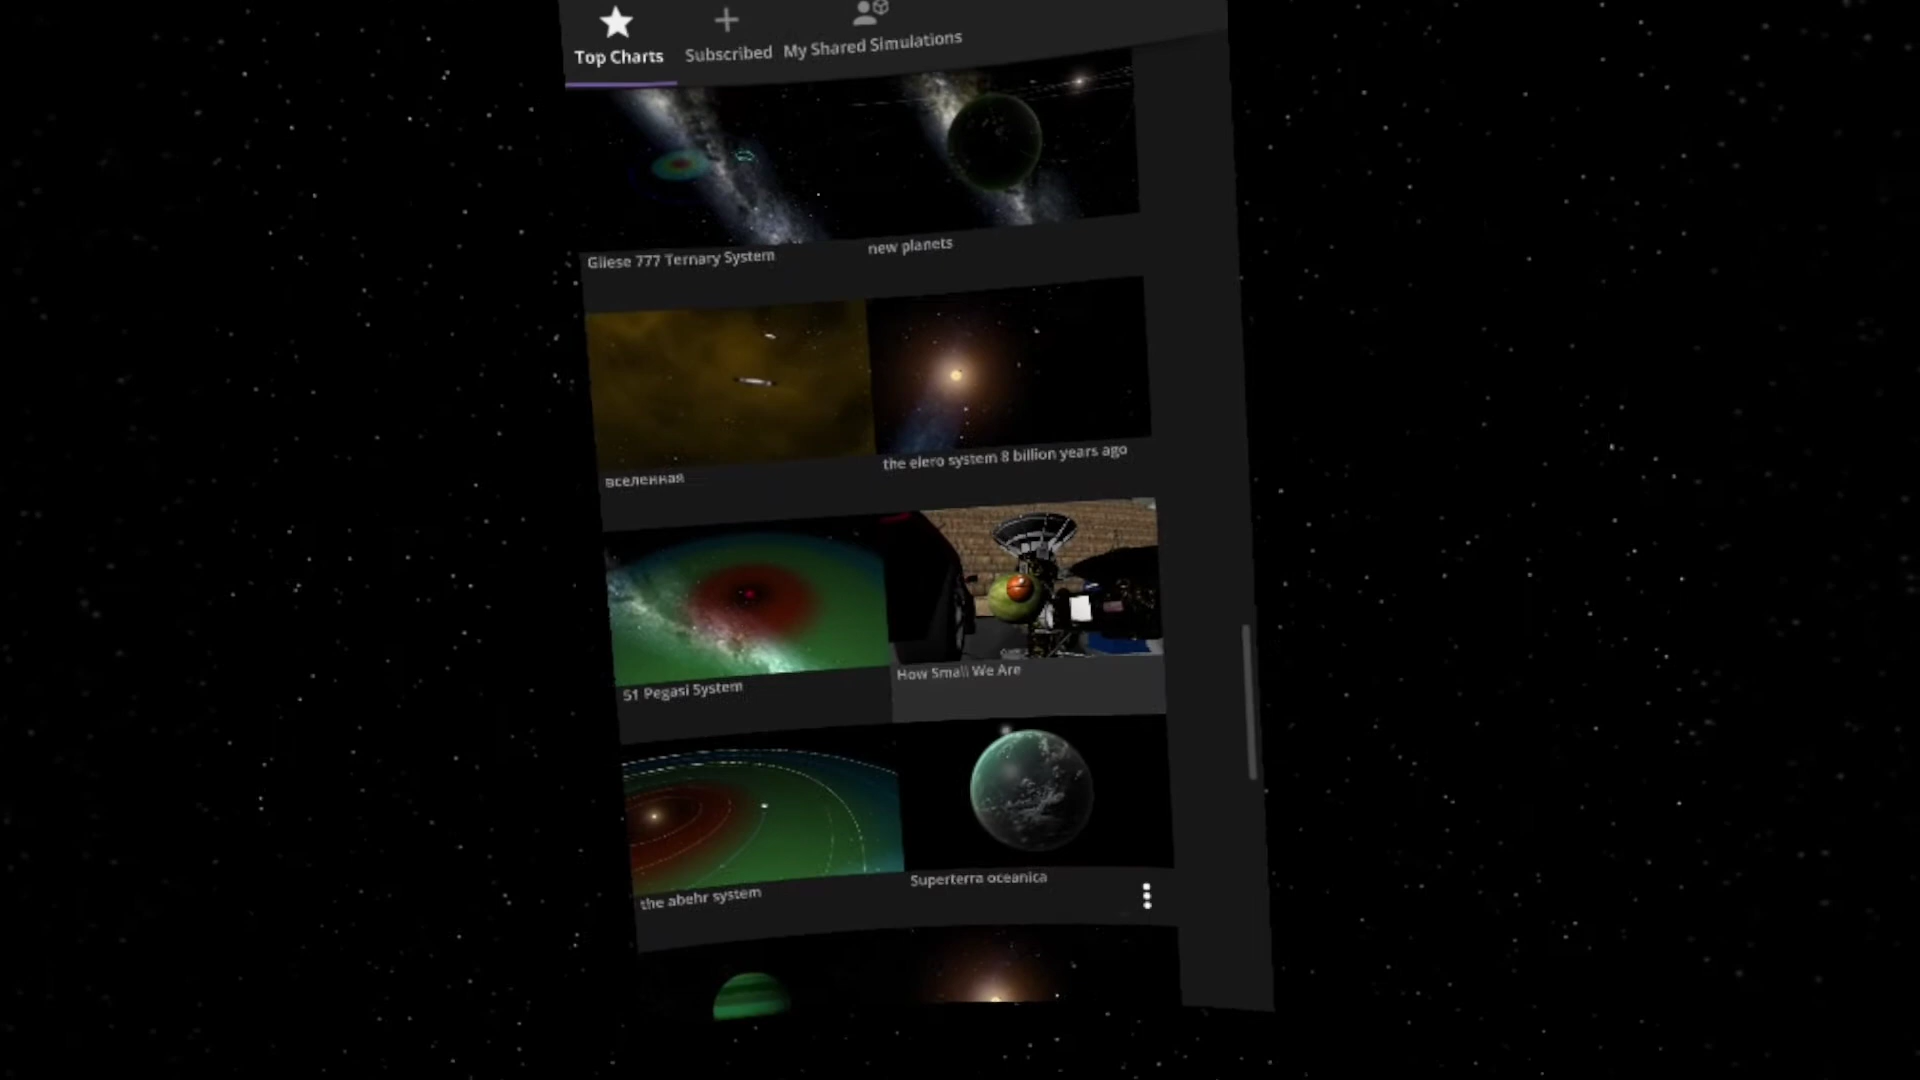 Top Charts
Subscribed
My Shared Simulations
Gliese 777 Ternary System
new planets
вселенная
the elero system 8 billion years ago
51 Pegasi System
How Small We Are
the abehr system
Superterra oceanica